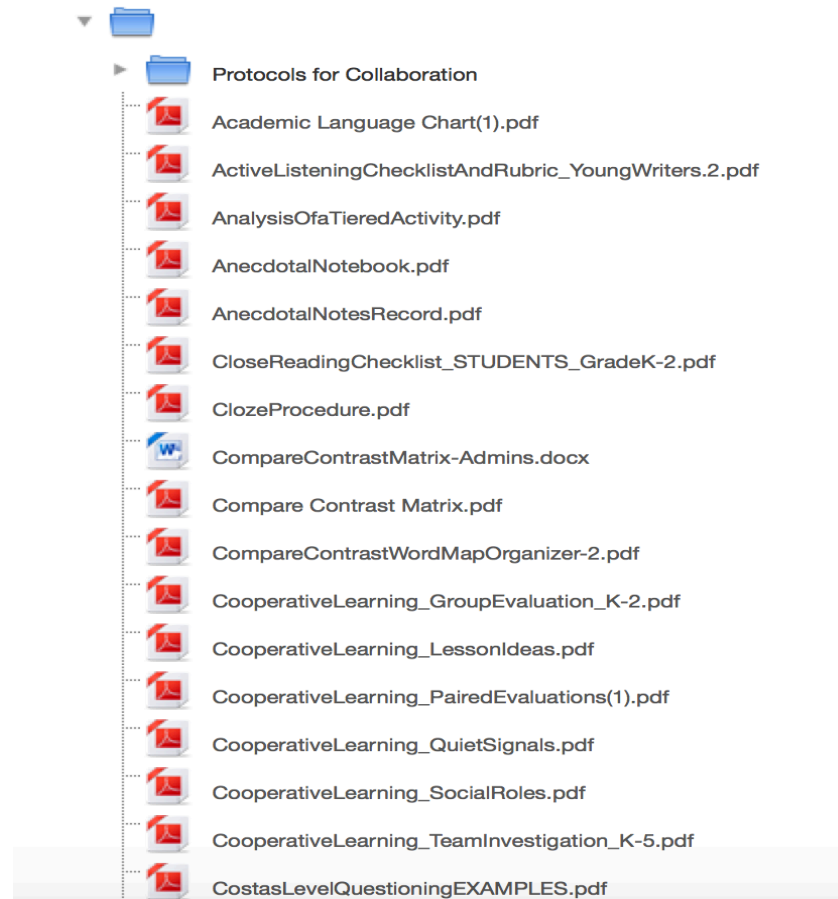 Protocols for Collaboration
Academic Language Chart(1).pdf
ActiveListeningChecklistAndRubric_YoungWriters.2.pdf
AnalysisOfaTieredActivity.pdf
AnecdotalNotebook.pdf
AnecdotalNotesRecord.pdf
CloseReadingChecklist_STUDENTS_GradeK-2.pdf
ClozeProcedure.pdf
CompareContrastMatrix-Admins.docx
Compare Contrast Matrix.pdf
CompareContrastWordMapOrganizer-2.pdf
CooperativeLearning_GroupEvaluation_K-2.pdf
CooperativeLearning_LessonIdeas.pdf
CooperativeLearning_PairedEvaluations(1).pdf
CooperativeLearning_QuietSignals.pdf
CooperativeLearning_SocialRoles.pdf
CooperativeLearning_TeamInvestigation_K-5.pdf
CostasLevelQuestioningEXAMPLES.pdf